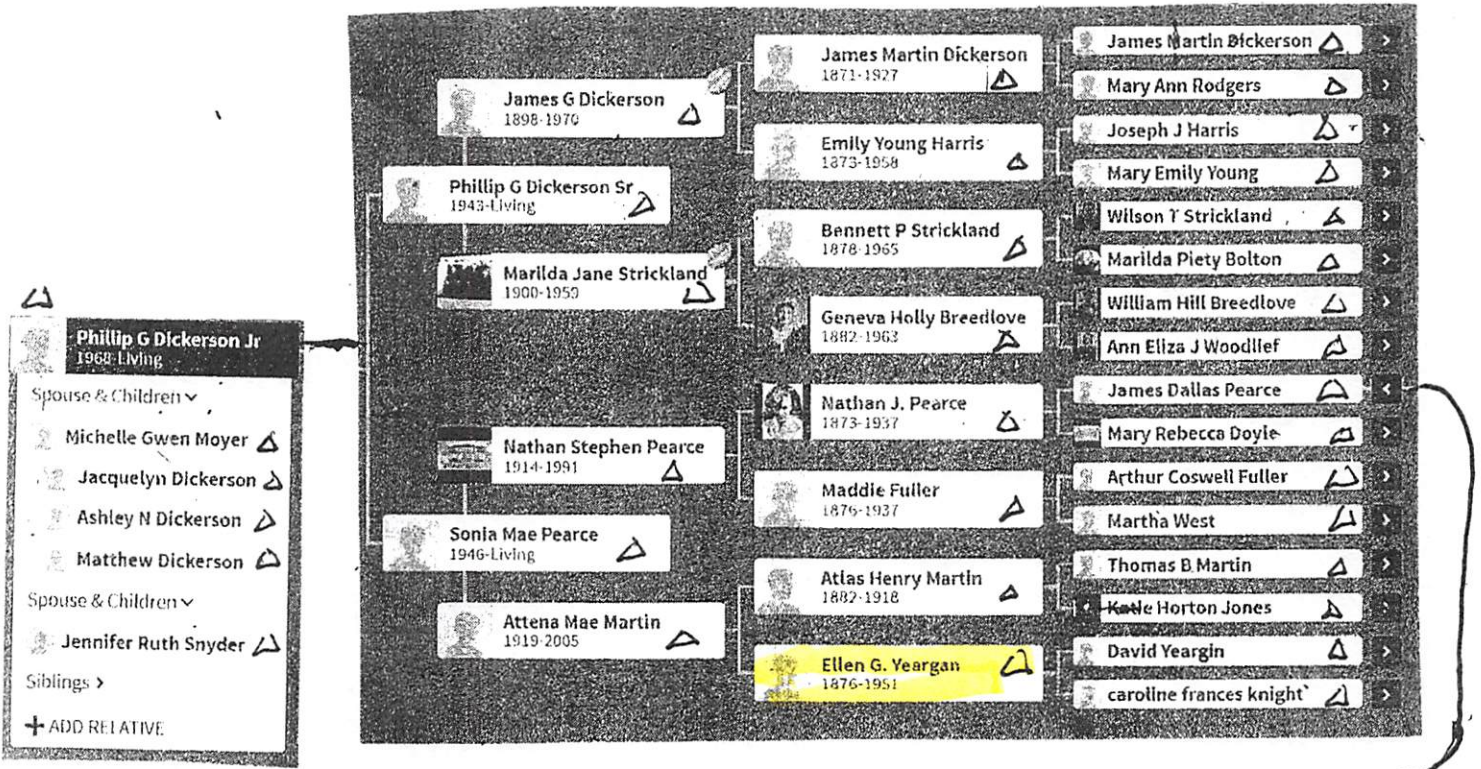 Phillip G Dickerson Jr
1968-Living
Spouse & Children
Michelle Gwen Moyer
Jacquelyn Dickerson
Ashley N Dickerson
Matthew Dickerson
Spouse & Children
Jennifer Ruth Snyder
Siblings >
+ ADD RELATIVE
Phillip G Dickerson Sr
1943-Living
Sonia Mae Pearce
1946-Living
James G Dickerson
1898-1970
Marilda Jane Strickland
1900-1959
Nathan Stephen Pearce
1914-1991
Attena Mae Martin
1919-2005
James Martin Dickerson
1871-1927
Emily Young Harris
1873-1958
Bennett P Strickland
1878-1965
Geneva Holly Breedlove
1882-1963
Nathan J. Pearce
1873-1937
Maddie Fuller
1876-1937
Atlas Henry Martin
1882-1918
Ellen G. Yeargan
1876-1951
James Martin Dickerson
Mary Ann Rodgers
Joseph J Harris
Mary Emily Young
Wilson T Strickland
Marilda Piety Bolton
William Hill Breedlove
Ann Eliza J Woodlief
James Dallas Pearce
Mary Rebecca Doyle
Arthur Coswell Fuller
Martha West
Thomas B Martin
Katie Horton Jones
David Yeargin
caroline frances knight